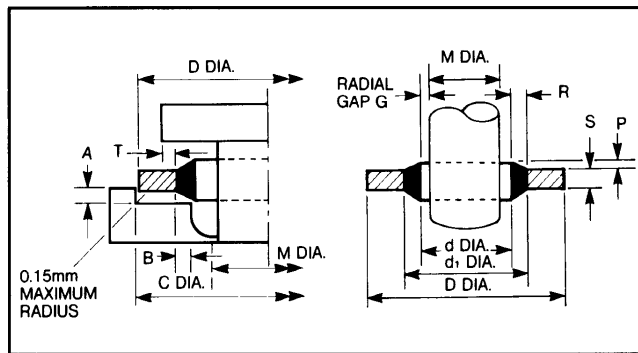 D DIA.
A
T
B
M DIA.
C DIA.
0.15mm
MAXIMUM
RADIUS
M DIA.
RADIAL
GAP G
R
S
P
d DIA.
d₁ DIA.
D DIA.